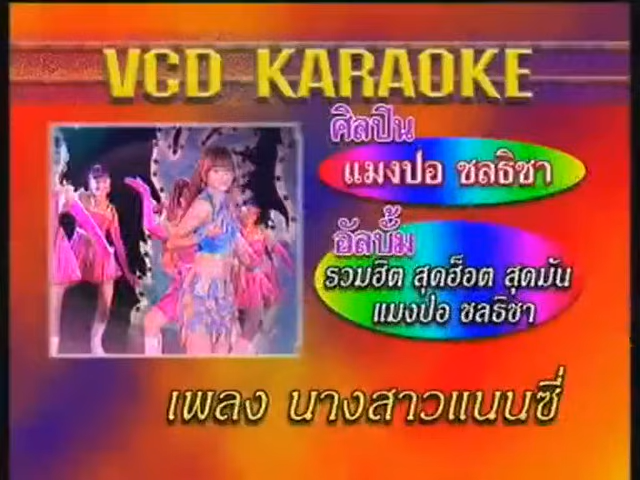 VCD KARAOKE
ศิลปิน
แมงปอ ชลธิชา
อัลบั้ม
รวมฮิต สุดฮ็อต สุดมัน
แมงปอ ชลธิชา
เพลง นางสาวแนนซี่